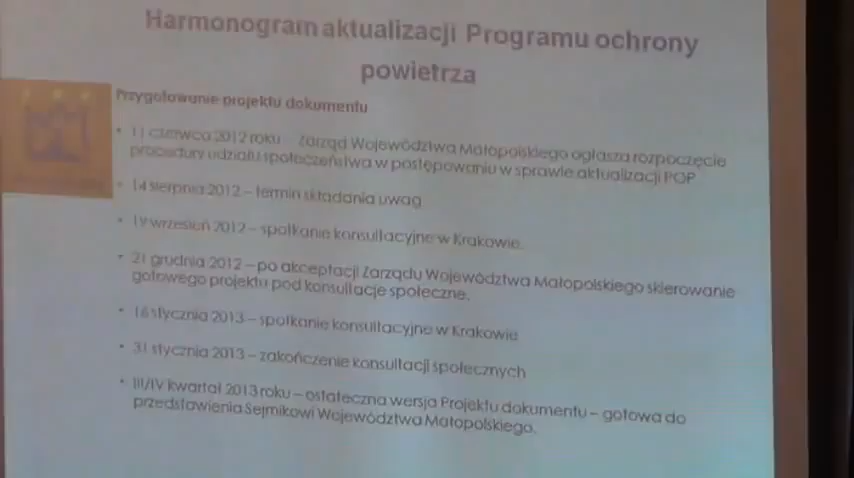 Harmonogram aktualizacji Programu ochrony
powietrza
Przygotowanie projektu dokumentu
• 11 czerwca 2012 roku – Zarząd Województwa Małopolskiego ogłasza rozpoczęcie
procedury udziału społeczeństwa w postępowaniu w sprawie aktualizacji POP
• 14 sierpnia 2012 – termin składania uwag
• 19 wrzesień 2012 – spotkanie konsultacyjne w Krakowie.
• 21 grudnia 2012 – po akceptacji Zarządu Województwa Małopolskiego skierowanie
gotowego projektu pod konsultacje społeczne.
• 16 stycznia 2013 – spotkanie konsultacyjne w Krakowie
• 31 stycznia 2013 – zakończenie konsultacji społecznych
• III/IV kwartał 2013 roku – ostateczna wersja Projektu dokumentu – gotowa do
przedstawienia Sejmikowi Województwa Małopolskiego.